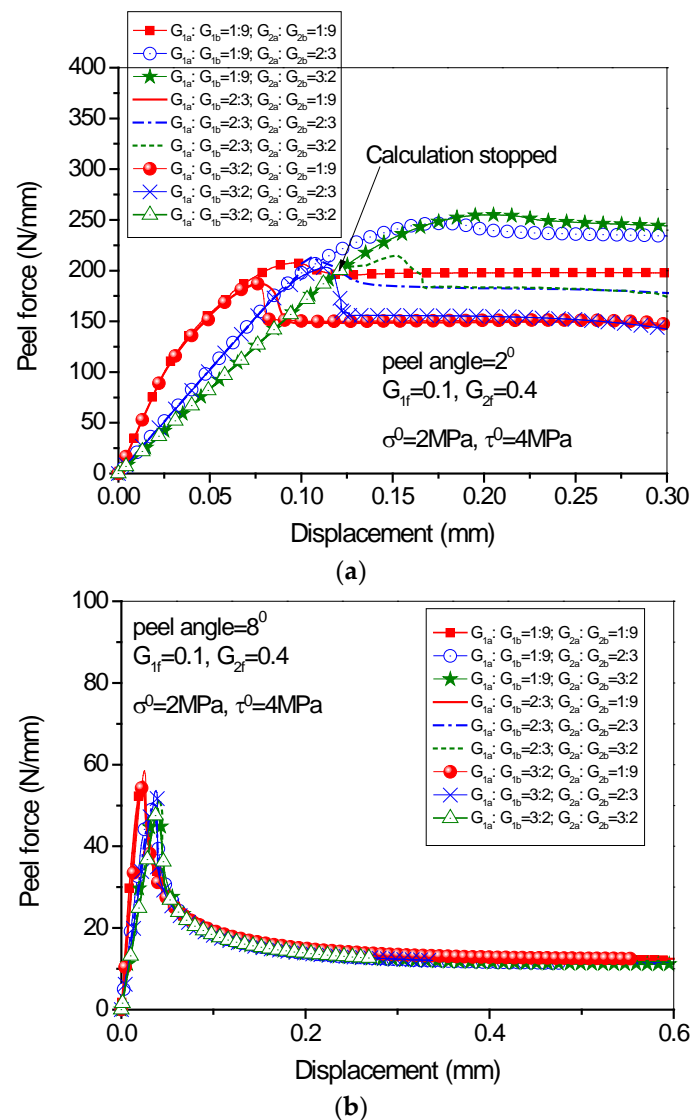 G1a: G1b=1:9; G2a: G2b=1:9
G1a: G1b=1:9; G2a: G2b=2:3
G1a: G1b=1:9; G2a: G2b=3:2
G1a: G1b=2:3; G2a: G2b=1:9
G1a: G1b=2:3; G2a: G2b=2:3
G1a: G1b=2:3; G2a: G2b=3:2
G1a: G1b=3:2; G2a: G2b=1:9
G1a: G1b=3:2; G2a: G2b=2:3
G1a: G1b=3:2; G2a: G2b=3:2
400
350
300
250
200
150
100
50
0
Peel force (N/mm)
Calculation stopped
peel angle=2⁰
G1f=0.1, G2f=0.4
σ⁰=2MPa, τ⁰=4MPa
0.00 0.05 0.10 0.15 0.20 0.25 0.30
Displacement (mm)
(a)
100
80
60
40
20
0
Peel force (N/mm)
peel angle=8⁰
G1f=0.1, G2f=0.4
σ⁰=2MPa, τ⁰=4MPa
G1a: G1b=1:9; G2a: G2b=1:9
G1a: G1b=1:9; G2a: G2b=2:3
G1a: G1b=1:9; G2a: G2b=3:2
G1a: G1b=2:3; G2a: G2b=1:9
G1a: G1b=2:3; G2a: G2b=2:3
G1a: G1b=2:3; G2a: G2b=3:2
G1a: G1b=3:2; G2a: G2b=1:9
G1a: G1b=3:2; G2a: G2b=2:3
G1a: G1b=3:2; G2a: G2b=3:2
0.0 0.2 0.4 0.6
Displacement (mm)
(b)